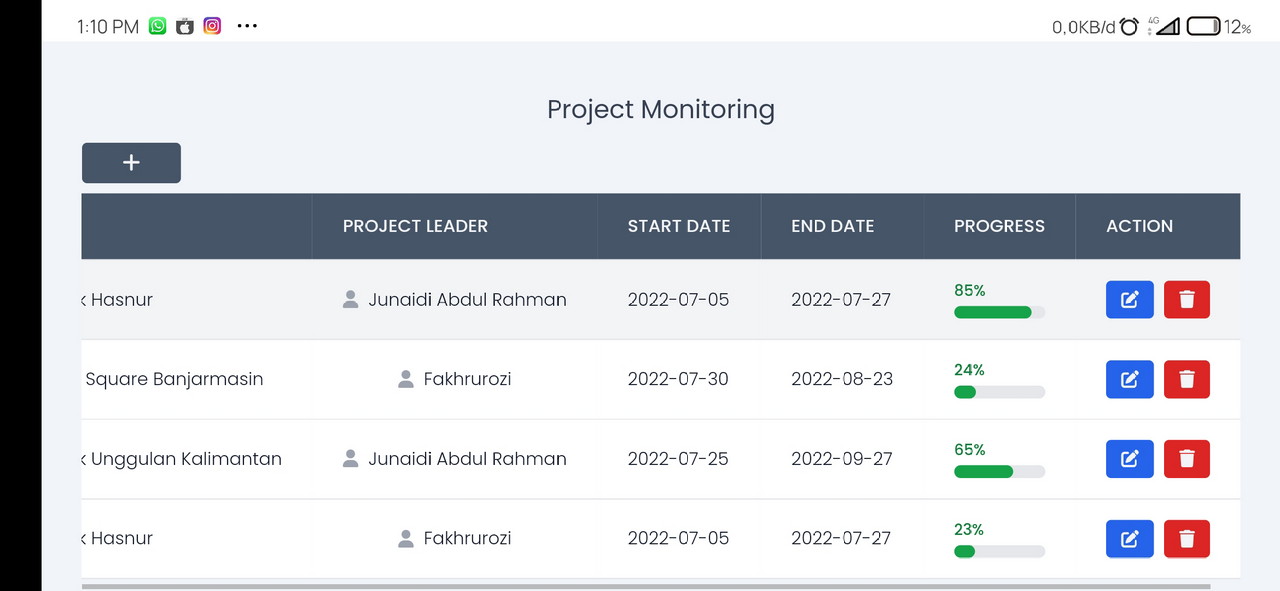 1:10 PM ... 0,0KB/d 4G 12%
Project Monitoring
+
PROJECT LEADER START DATE END DATE PROGRESS ACTION
Hasnur Junaidi Abdul Rahman 2022-07-05 2022-07-27 85%
Square Banjarmasin Fakhrurozi 2022-07-30 2022-08-23 24%
Unggulan Kalimantan Junaidi Abdul Rahman 2022-07-25 2022-09-27 65%
Hasnur Fakhrurozi 2022-07-05 2022-07-27 23%